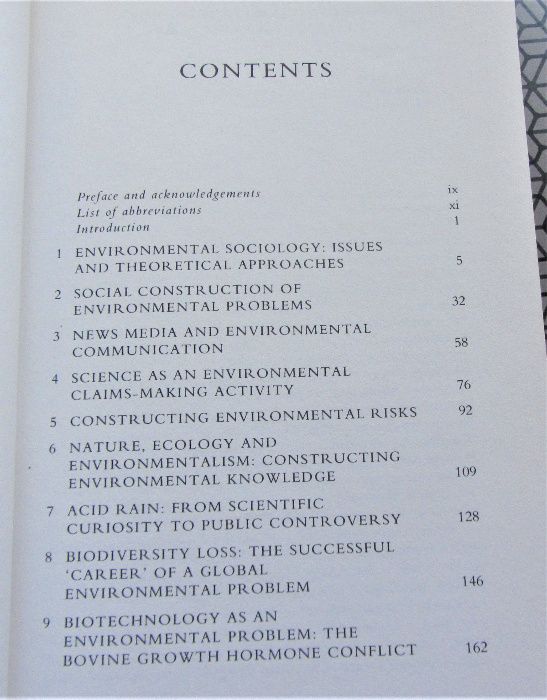 CONTENTS
Preface and acknowledgements ix
List of abbreviations xi
Introduction 1
1 ENVIRONMENTAL SOCIOLOGY: ISSUES
AND THEORETICAL APPROACHES 5
2 SOCIAL CONSTRUCTION OF
ENVIRONMENTAL PROBLEMS 32
3 NEWS MEDIA AND ENVIRONMENTAL
COMMUNICATION 58
4 SCIENCE AS AN ENVIRONMENTAL
CLAIMS-MAKING ACTIVITY 76
5 CONSTRUCTING ENVIRONMENTAL RISKS 92
6 NATURE, ECOLOGY AND
ENVIRONMENTALISM: CONSTRUCTING
ENVIRONMENTAL KNOWLEDGE 109
7 ACID RAIN: FROM SCIENTIFIC
CURIOSITY TO PUBLIC CONTROVERSY 128
8 BIODIVERSITY LOSS: THE SUCCESSFUL
‘CAREER’ OF A GLOBAL
ENVIRONMENTAL PROBLEM 146
9 BIOTECHNOLOGY AS AN
ENVIRONMENTAL PROBLEM: THE
BOVINE GROWTH HORMONE CONFLICT 162